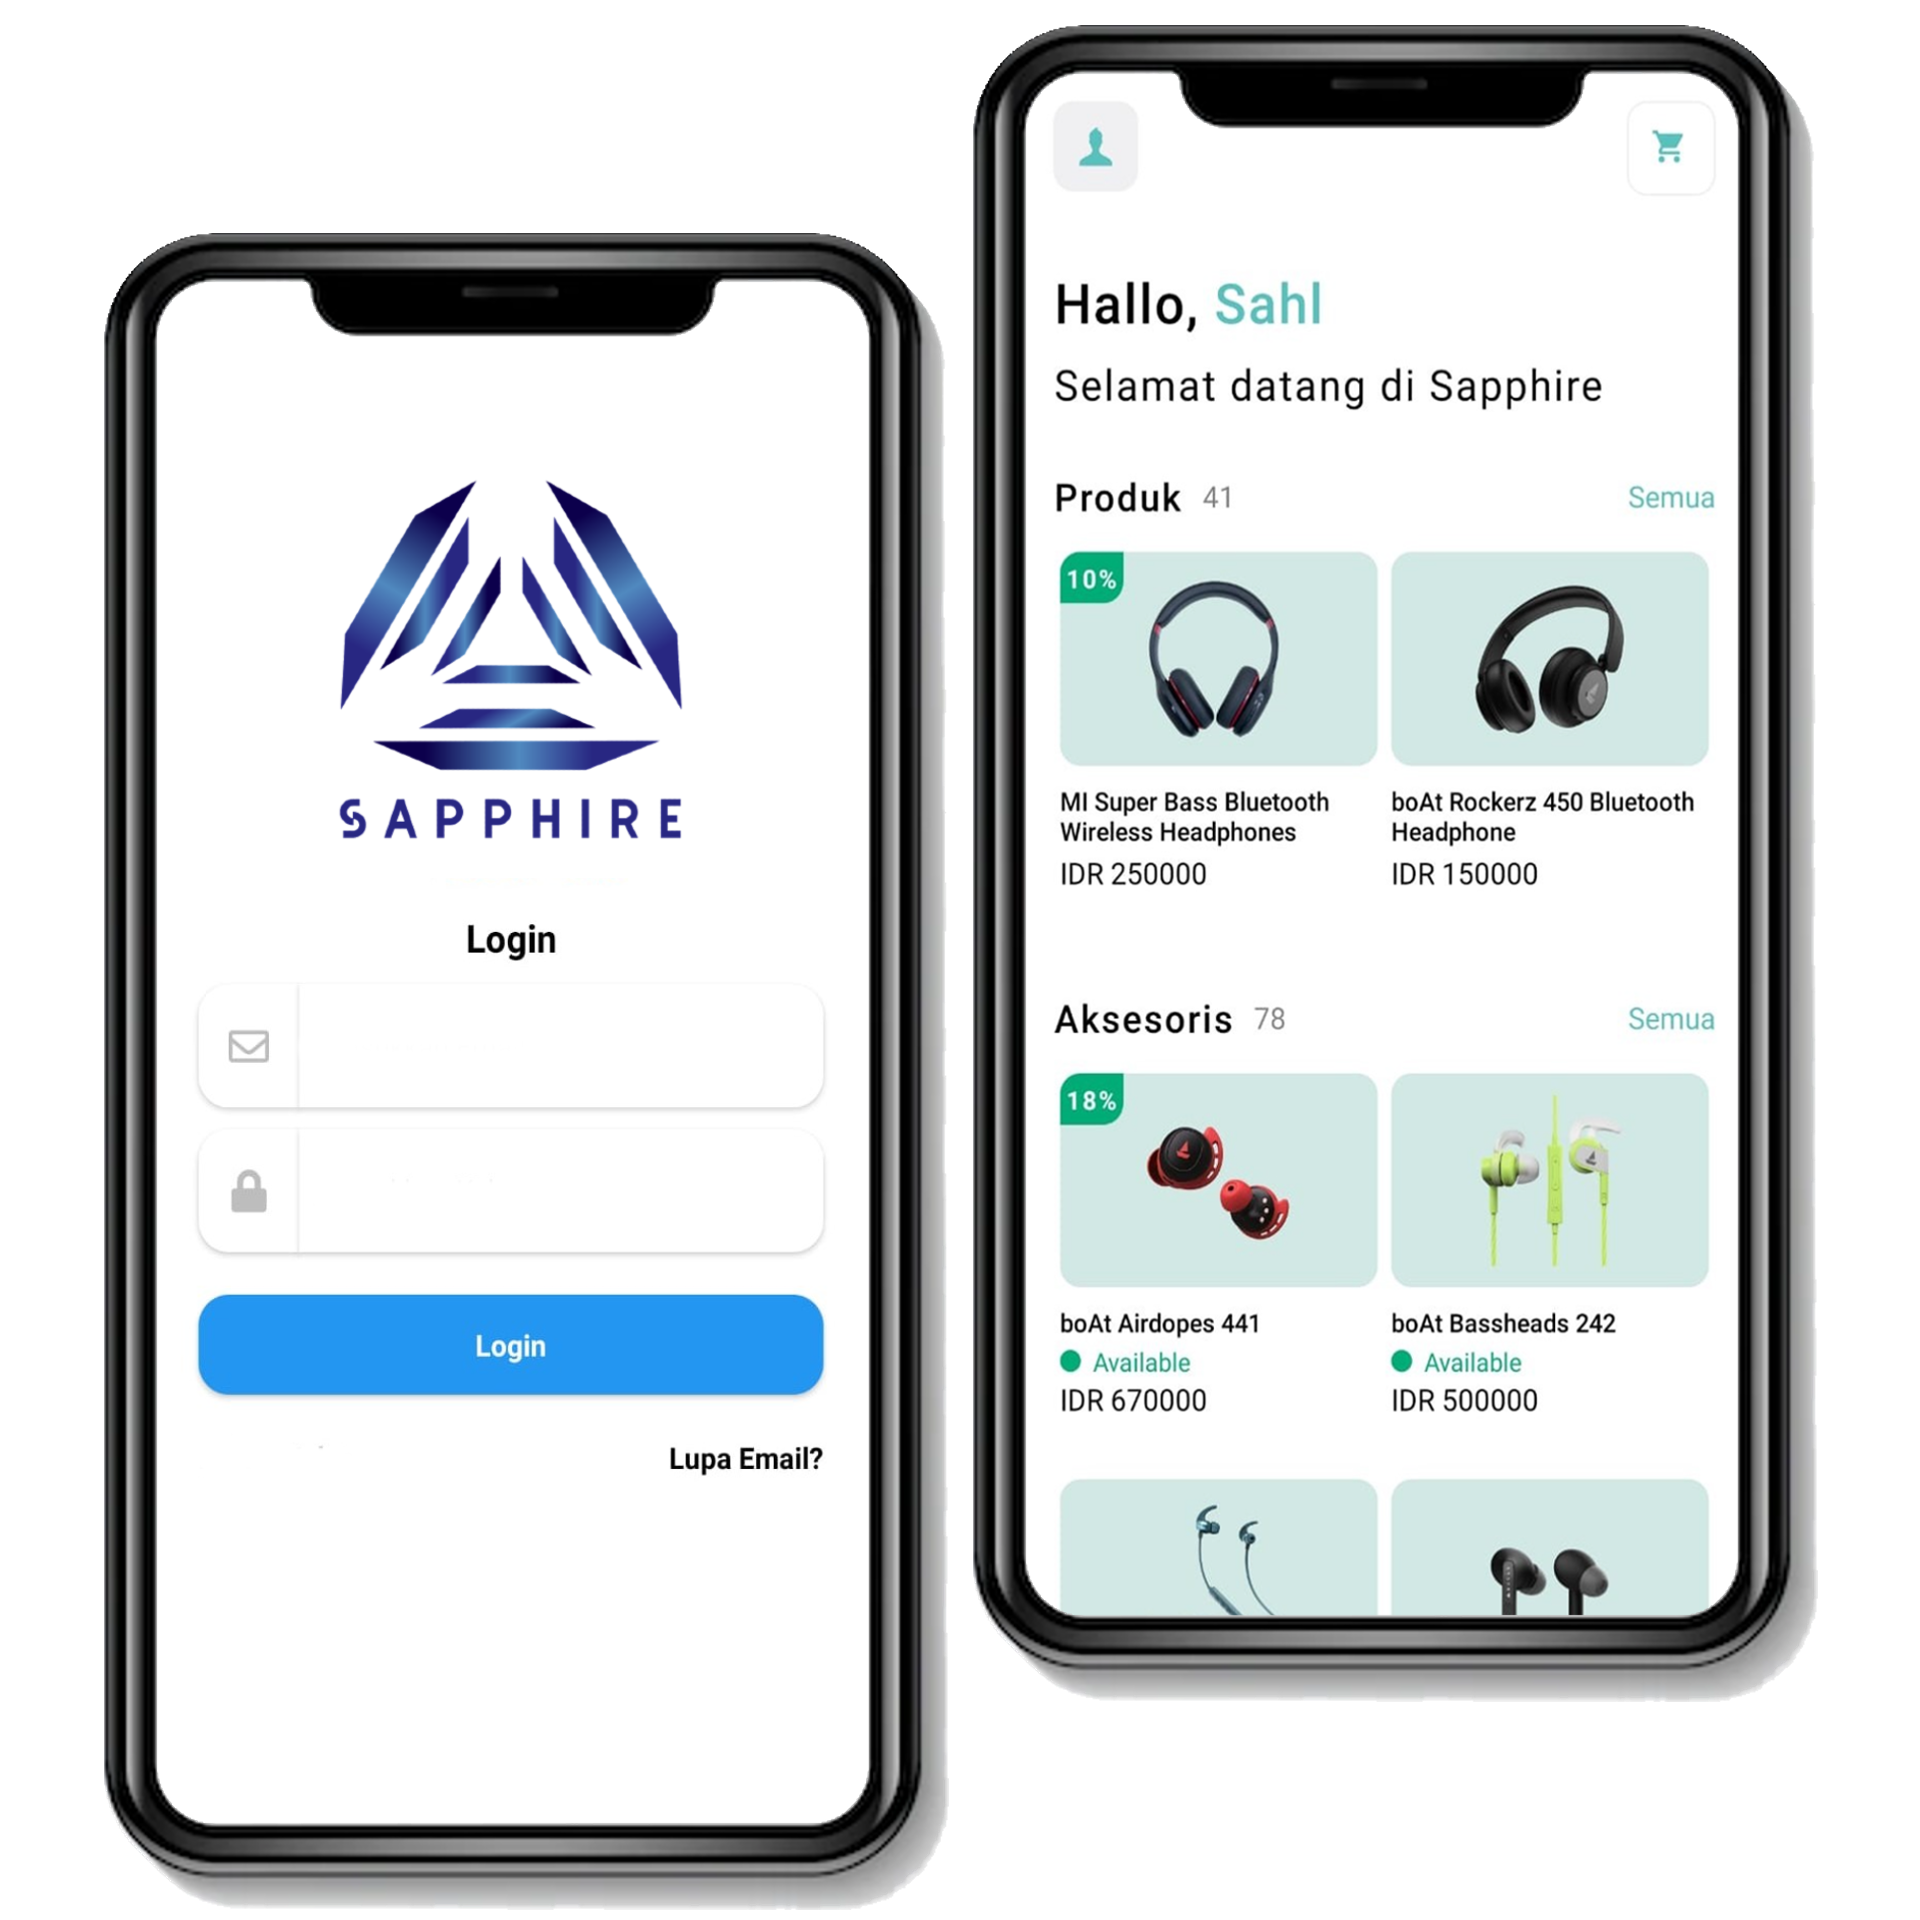 SAPPHIRE
Login
Login
Lupa Email?
Hallo, Sahl
Selamat datang di Sapphire
Produk 41 Semua
10%
MI Super Bass Bluetooth
Wireless Headphones
IDR 250000
boAt Rockerz 450 Bluetooth
Headphone
IDR 150000
Aksesoris 78 Semua
18%
boAt Airdopes 441
Available
IDR 670000
boAt Bassheads 242
Available
IDR 500000